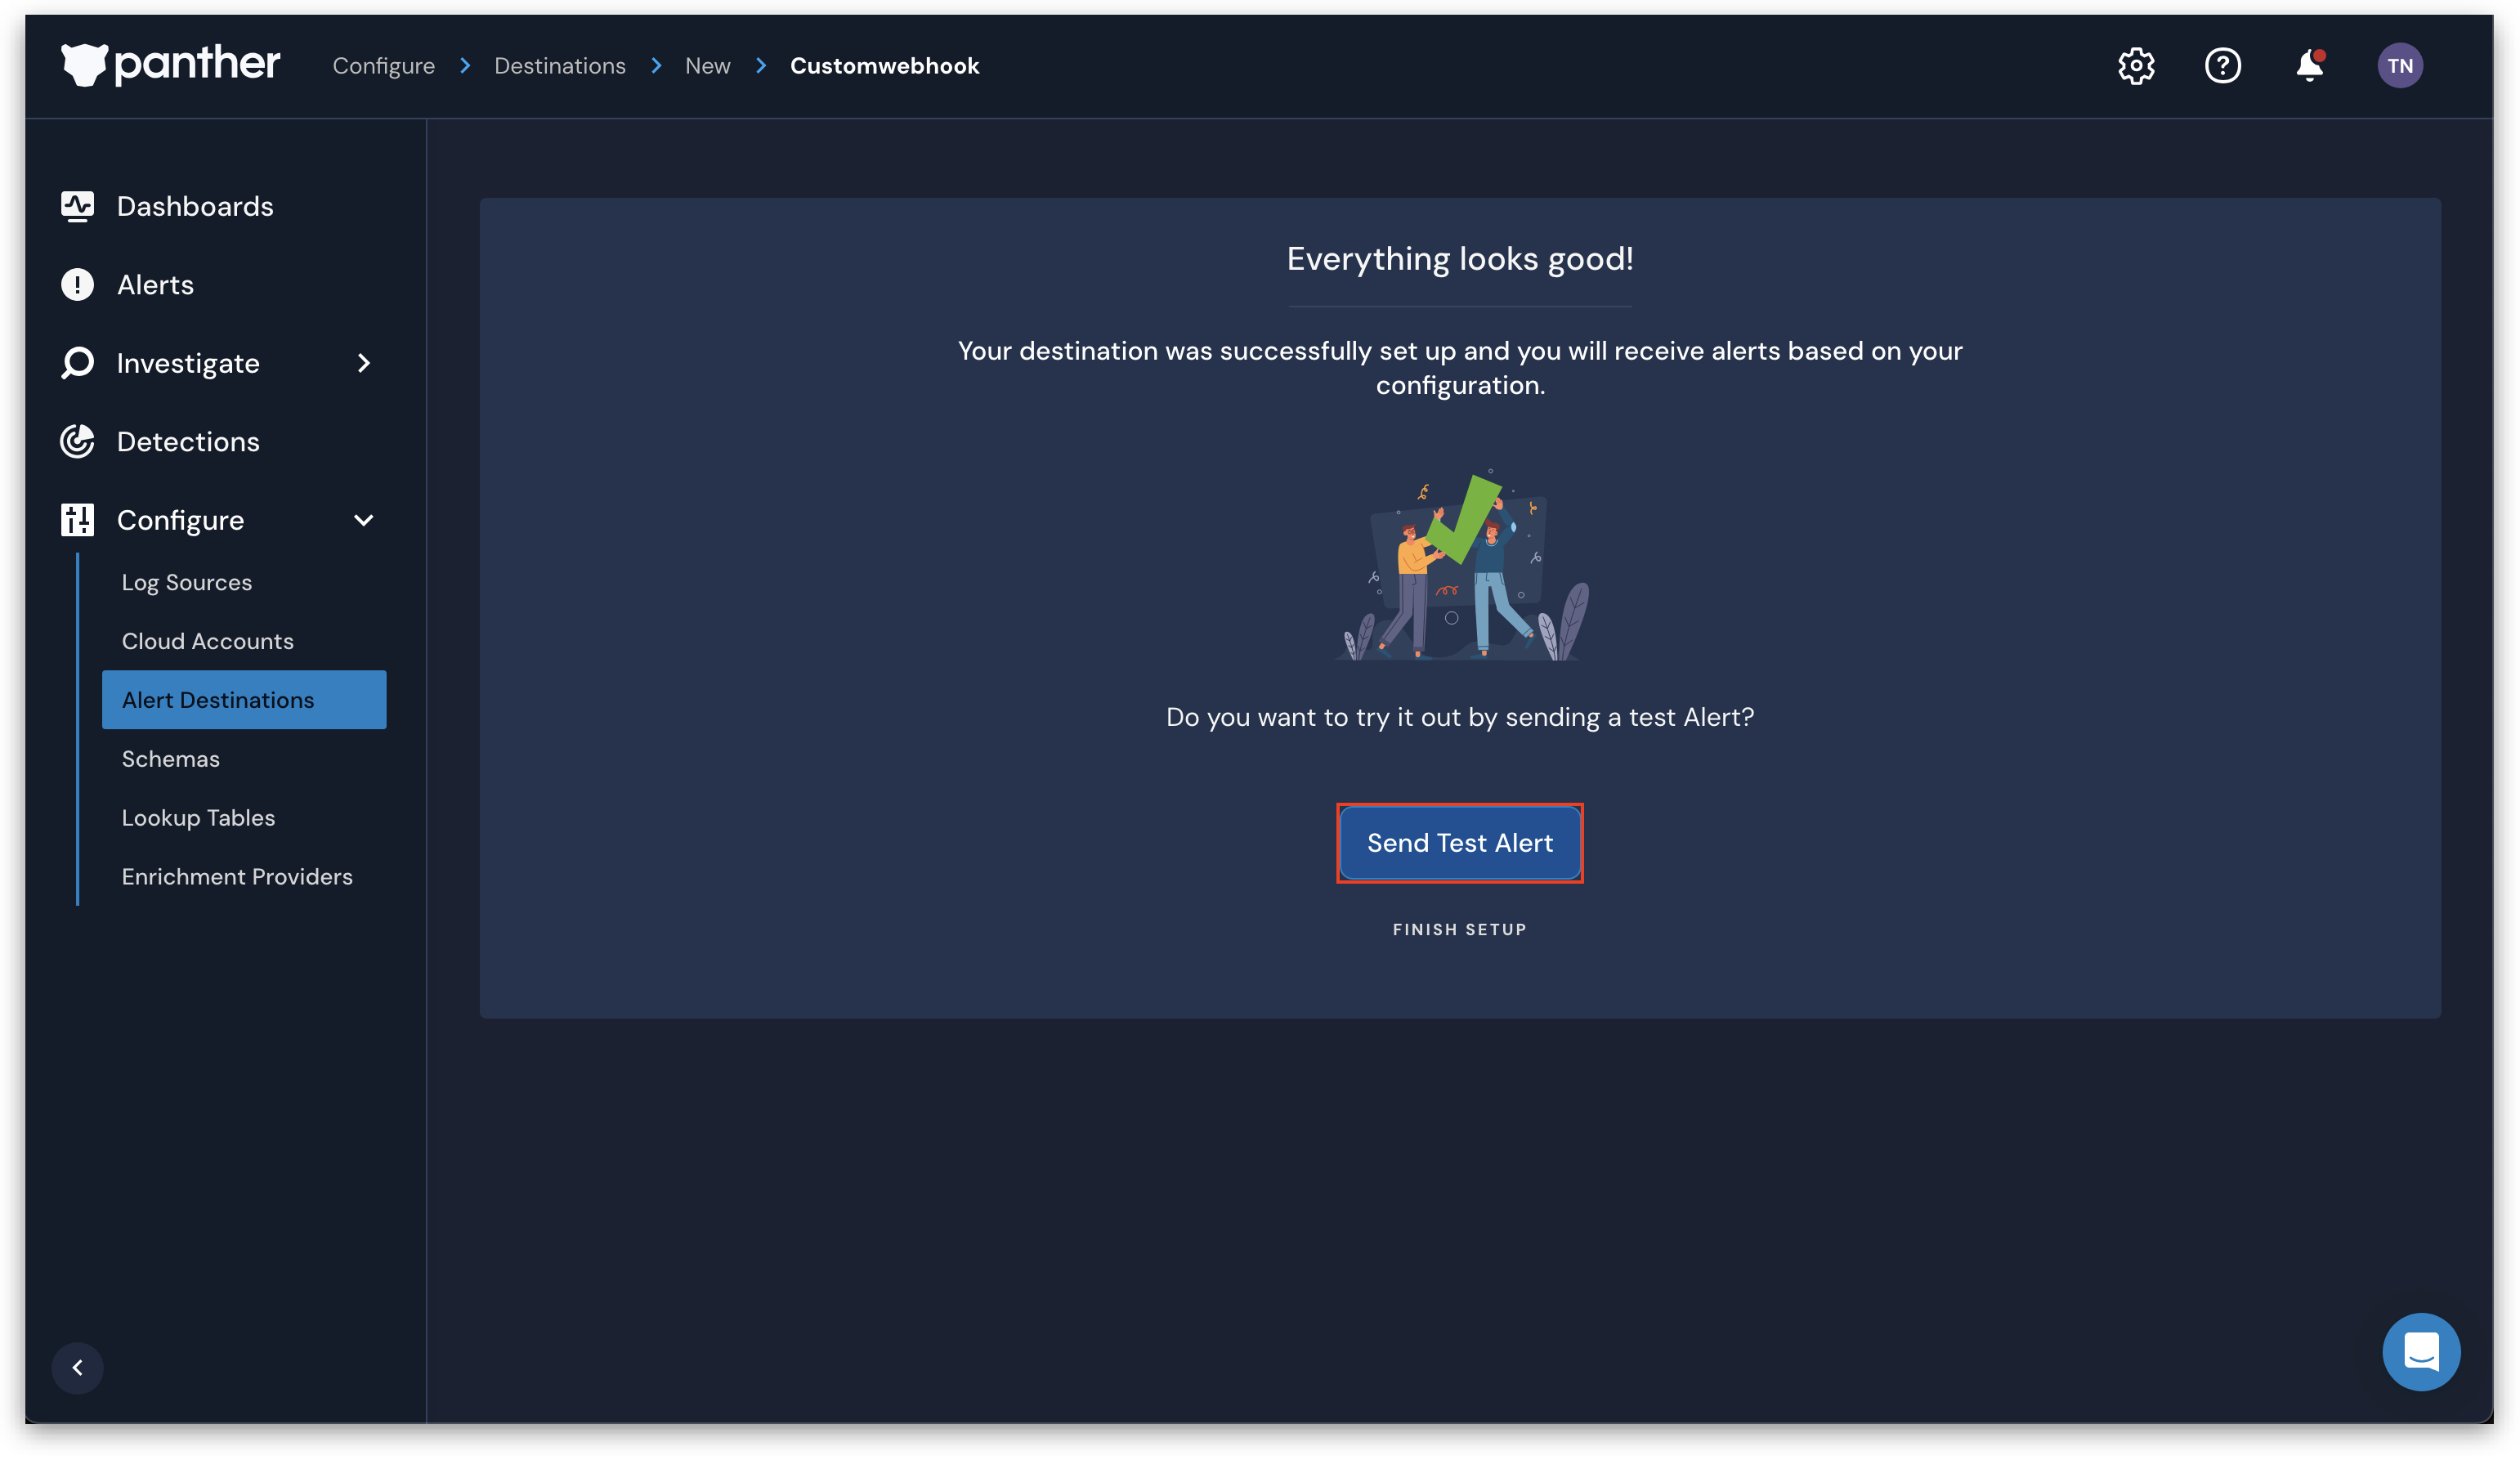 panther
Configure > Destinations > New > Customwebhook
TN
Dashboards
Alerts
Investigate
Detections
Configure
Log Sources
Cloud Accounts
Alert Destinations
Schemas
Lookup Tables
Enrichment Providers
Everything looks good!
Your destination was successfully set up and you will receive alerts based on your
configuration.
Do you want to try it out by sending a test Alert?
Send Test Alert
FINISH SETUP